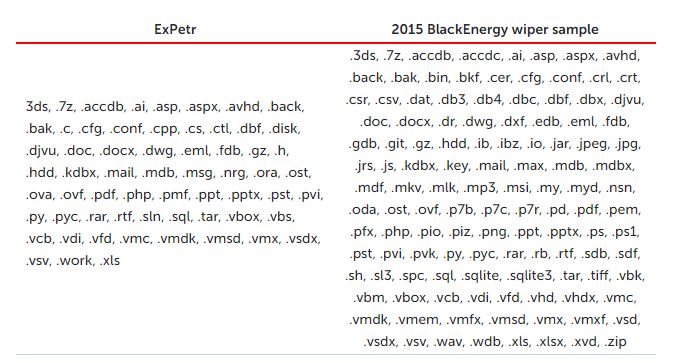 ExPetr
2015 BlackEnergy wiper sample
3ds, .7z, .accdb, .ai, .asp, .aspx, .avhd, .back,
.bak, .c, .cfg, .conf, .cpp, .cs, .ctl, .dbf, .disk,
.djvu, .doc, .docx, .dwg, .eml, .fdb, .gz, .h,
.hdd, .kdbx, .mail, .mdb, .msg, .nrg, .ora, .ost,
.ova, .ovf, .pdf, .php, .pmf, .ppt, .pptx, .pst, .pvi,
.py, .pyc, .rar, .rtf, .sln, .sql, .tar, .vbox, .vbs,
.vcb, .vdi, .vfd, .vmc, .vmdk, .vmsd, .vmx, .vsdx,
.vsv, .work, .xls
.3ds, .7z, .accdb, .accdc, .ai, .asp, .aspx, .avhd,
.back, .bak, .bin, .bkf, .cer, .cfg, .conf, .crl, .crt,
.csr, .csv, .dat, .db3, .db4, .dbc, .dbf, .dbx, .djvu,
.doc, .docx, .dr, .dwg, .dxf, .edb, .eml, .fdb,
.gdb, .git, .gz, .hdd, .ib, .ibz, .io, .jar, .jpeg, .jpg,
.jrs, .js, .kdbx, .key, .mail, .max, .mdb, .mdbx,
.mdf, .mkv, .mlk, .mp3, .msi, .my, .myd, .nsn,
.oda, .ost, .ovf, .p7b, .p7c, .p7r, .pd, .pdf, .pem,
.pfx, .php, .pio, .piz, .png, .ppt, .pptx, .ps, .ps1,
.pst, .pvi, .pvk, .py, .pyc, .rar, .rb, .rtf, .sdb, .sdf,
.sh, .sl3, .spc, .sql, .sqlite, .sqlite3, .tar, .tiff, .vbk,
.vbm, .vbox, .vcb, .vdi, .vfd, .vhd, .vhdx, .vmc,
.vmdk, .vmem, .vmfx, .vmsd, .vmx, .vmxf, .vsd,
.vsdx, .vsv, .wav, .wdb, .xls, .xlsx, .xvd, .zip